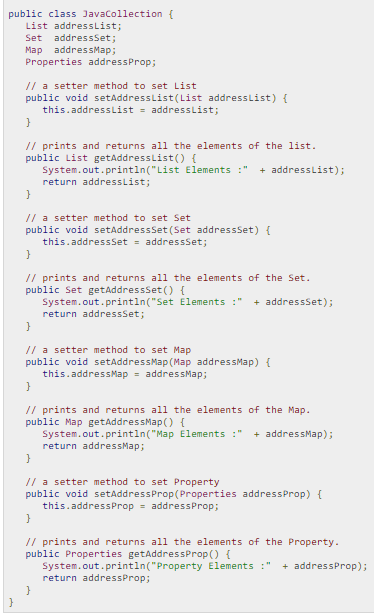 public class JavaCollection {
List addressList;
Set addressSet;
Map addressMap;
Properties addressProp;
// a setter method to set List
public void setAddressList(List addressList) {
this.addressList = addressList;
}
// prints and returns all the elements of the list.
public List getAddressList() {
System.out.println("List Elements :" + addressList);
return addressList;
}
// a setter method to set Set
public void setAddressSet(Set addressSet) {
this.addressSet = addressSet;
}
// prints and returns all the elements of the Set.
public Set getAddressSet() {
System.out.println("Set Elements :" + addressSet);
return addressSet;
}
// a setter method to set Map
public void setAddressMap(Map addressMap) {
this.addressMap = addressMap;
}
// prints and returns all the elements of the Map.
public Map getAddressMap() {
System.out.println("Map Elements :" + addressMap);
return addressMap;
}
// a setter method to set Property
public void setAddressProp(Properties addressProp) {
this.addressProp = addressProp;
}
// prints and returns all the elements of the Property.
public Properties getAddressProp() {
System.out.println("Property Elements :" + addressProp);
return addressProp;
}
}